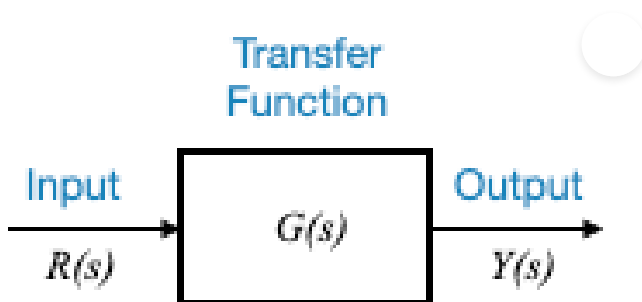 Transfer
Function
Input
G(s)
Output
R(s)
Y(s)